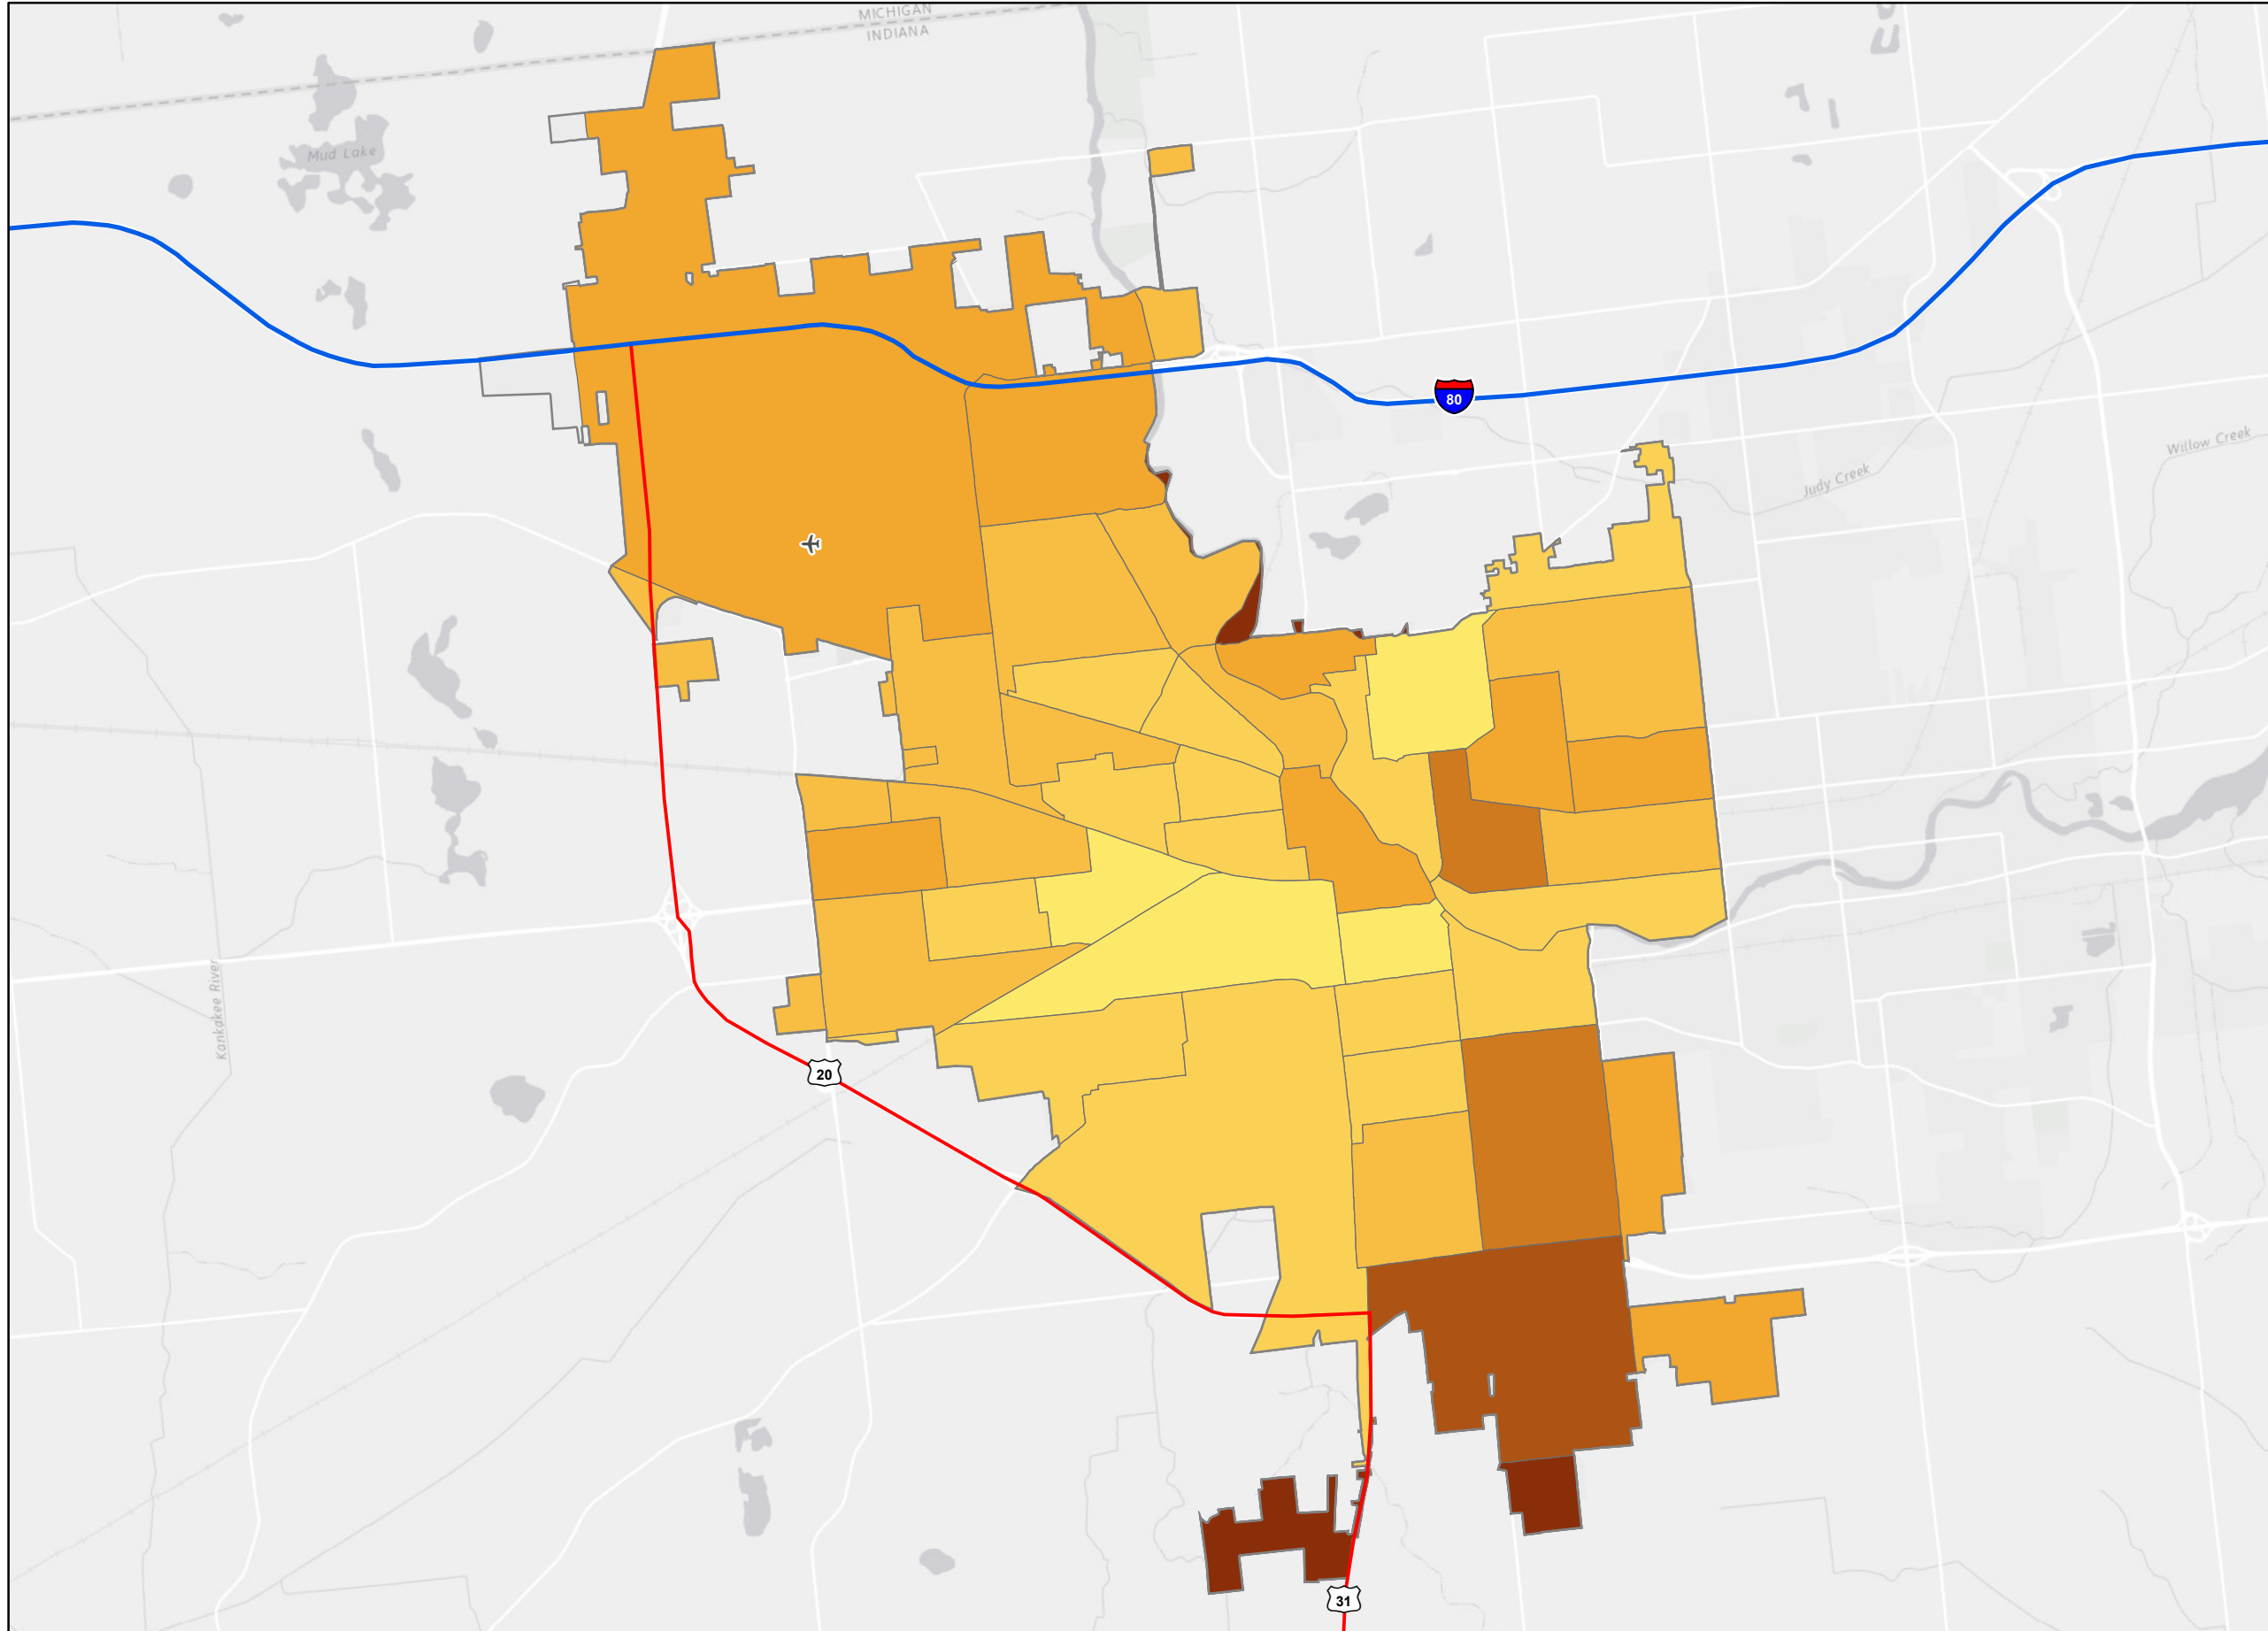 MICHIGAN
INDIANA
Mud Lake
80
Willow Creek
Judy Creek
Kankakee River
20
31